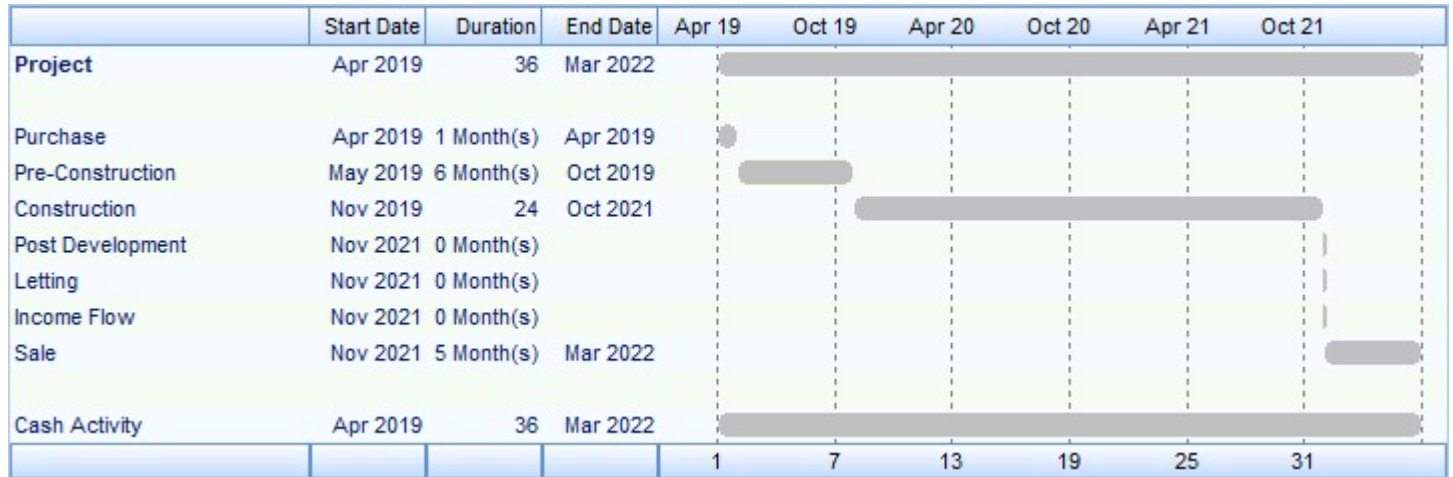 Start Date Duration End Date Apr 19 Oct 19 Apr 20 Oct 20 Apr 21 Oct 21
Project Apr 2019 36 Mar 2022
Purchase Apr 2019 1 Month(s) Apr 2019
Pre-Construction May 2019 6 Month(s) Oct 2019
Construction Nov 2019 24 Oct 2021
Post Development Nov 2021 0 Month(s)
Letting Nov 2021 0 Month(s)
Income Flow Nov 2021 0 Month(s)
Sale Nov 2021 5 Month(s) Mar 2022
Cash Activity Apr 2019 36 Mar 2022
1 7 13 19 25 31